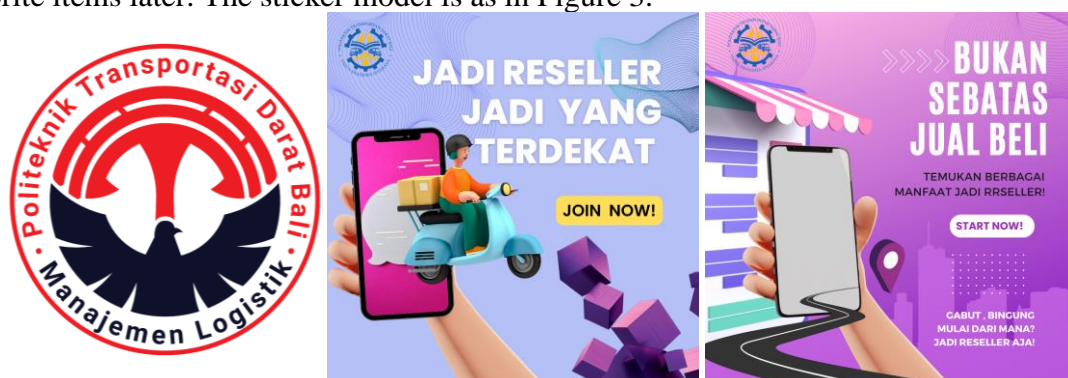 rite items later. The sticker model is as in Figure 3.
Politeknik Transportasi Darat Bali
• Manajemen Logistik •
JADI RESELLER
JADI YANG
TERDEKAT
JOIN NOW!
>>>> BUKAN
SEBATAS
JUAL BELI
TEMUKAN BERBAGAI
MANFAAT JADI RRSELLER!
START NOW!
GABUT , BINGUNG
MULAI DARI MANA?
JADI RESELLER AJA!